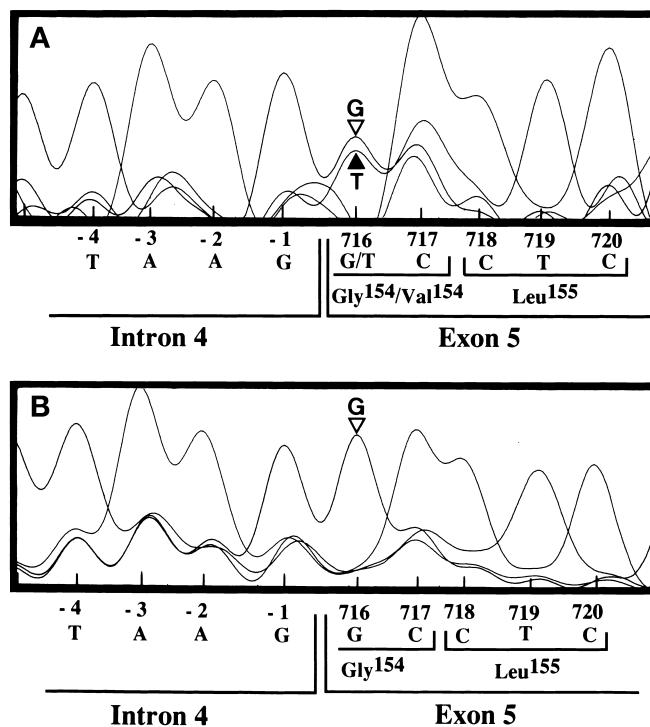 A
G
T
- 4 - 3 - 2 - 1 716 717 718 719 720
T A A G G/T C C T C
Gly154/Val154 Leu155
Intron 4 Exon 5
B
G
- 4 - 3 - 2 - 1 716 717 718 719 720
T A A G G C C T C
Gly154 Leu155
Intron 4 Exon 5